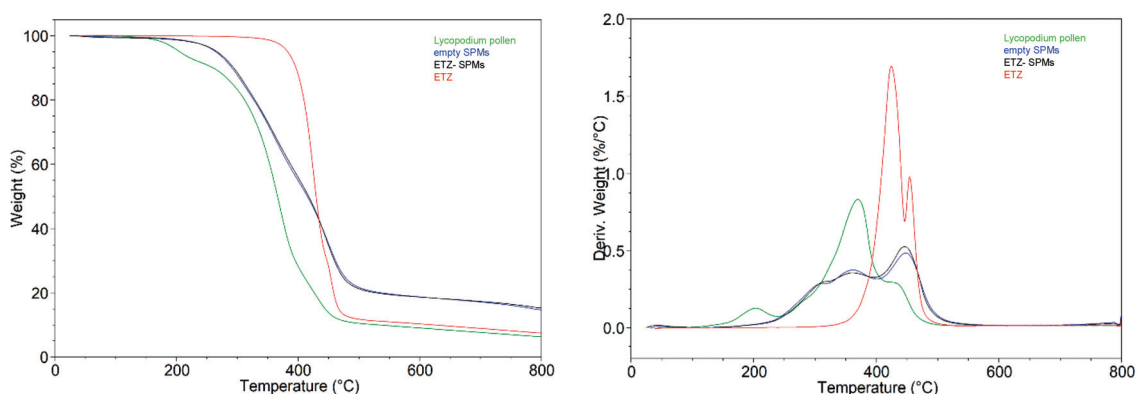 100
80
60
40
20
0
Weight (%)
0 200 400 600 800
Temperature (°C)
Lycopodium pollen
empty SPMs
ETZ- SPMs
ETZ
2.0
1.5
1.0
0.5
0.0
Deriv. Weight (%/°C)
0 200 400 600 800
Temperature (°C)
Lycopodium pollen
empty SPMs
ETZ- SPMs
ETZ